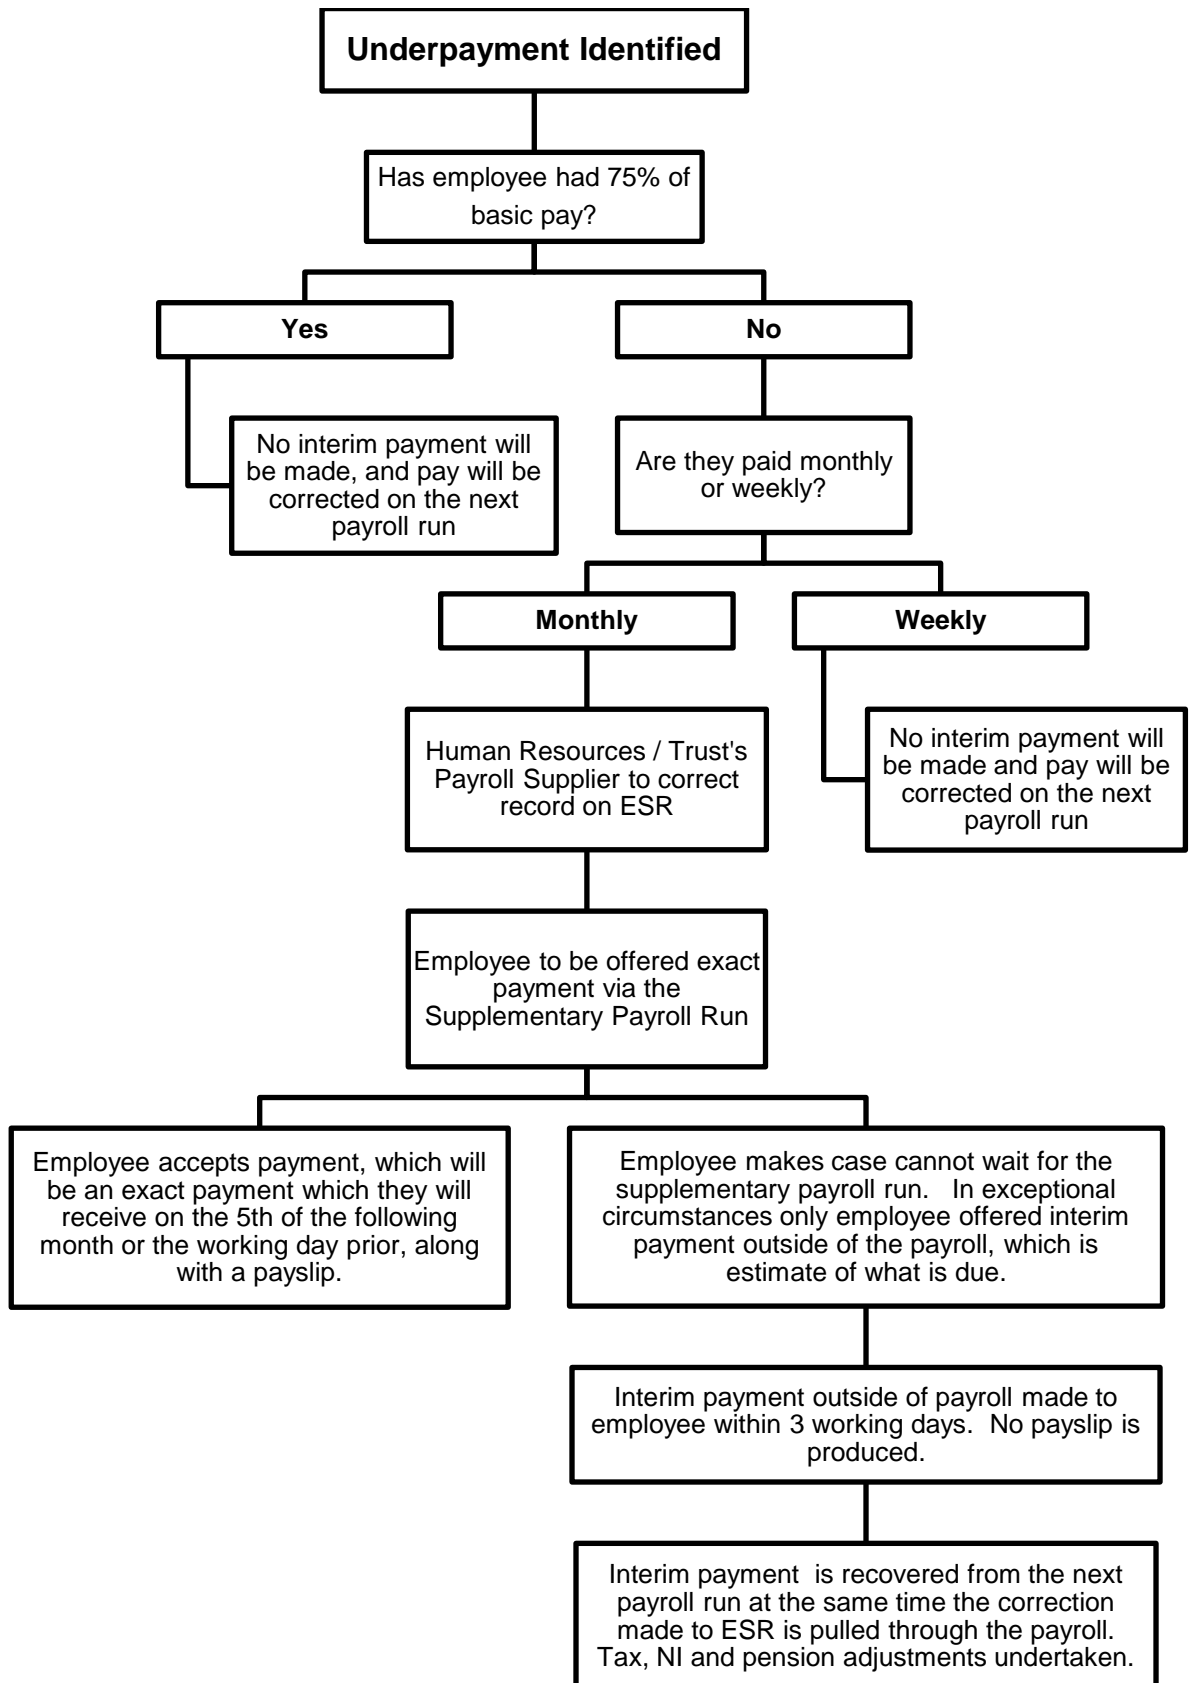 Underpayment Identified
Has employee had 75% of
basic pay?
Yes
No
No interim payment will
be made, and pay will be
corrected on the next
payroll run
Are they paid monthly
or weekly?
Monthly
Weekly
Human Resources / Trust's
Payroll Supplier to correct
record on ESR
No interim payment will
be made and pay will be
corrected on the next
payroll run
Employee to be offered exact
payment via the
Supplementary Payroll Run
Employee accepts payment, which will
be an exact payment which they will
receive on the 5th of the following
month or the working day prior, along
with a payslip.
Employee makes case cannot wait for the
supplementary payroll run.   In exceptional
circumstances only employee offered interim
payment outside of the payroll, which is
estimate of what is due.
Interim payment outside of payroll made to
employee within 3 working days.  No payslip is
produced.
Interim payment  is recovered from the next
payroll run at the same time the correction
made to ESR is pulled through the payroll.
Tax, NI and pension adjustments undertaken.